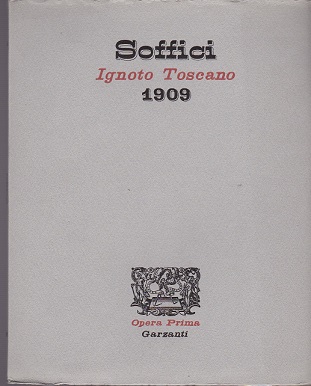 Soffici
Ignoto Toscano
1909
Opera Prima
Garzanti